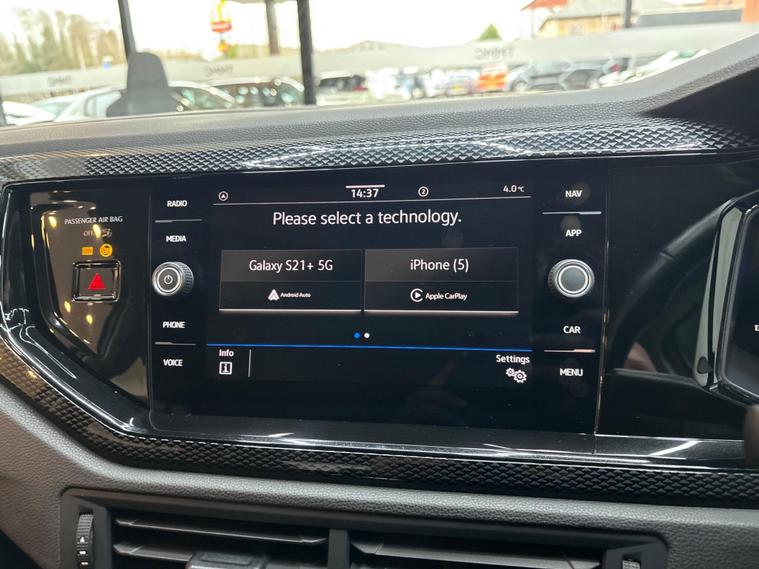 14:37
2
4.0°C
Please select a technology.
Galaxy S21+ 5G
iPhone (5)
Android Auto
Apple CarPlay
Info
Settings
RADIO
MEDIA
PHONE
VOICE
NAV
APP
CAR
MENU
PASSENGER AIR BAG
OFF
ON